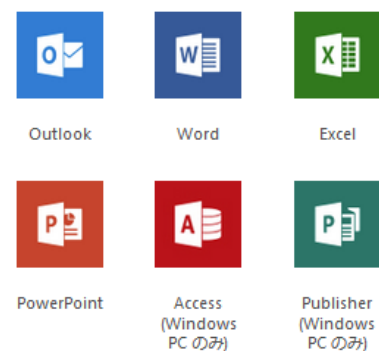 Outlook
Word
Excel
PowerPoint
Access
(Windows
PC のみ)
Publisher
(Windows
PC のみ)